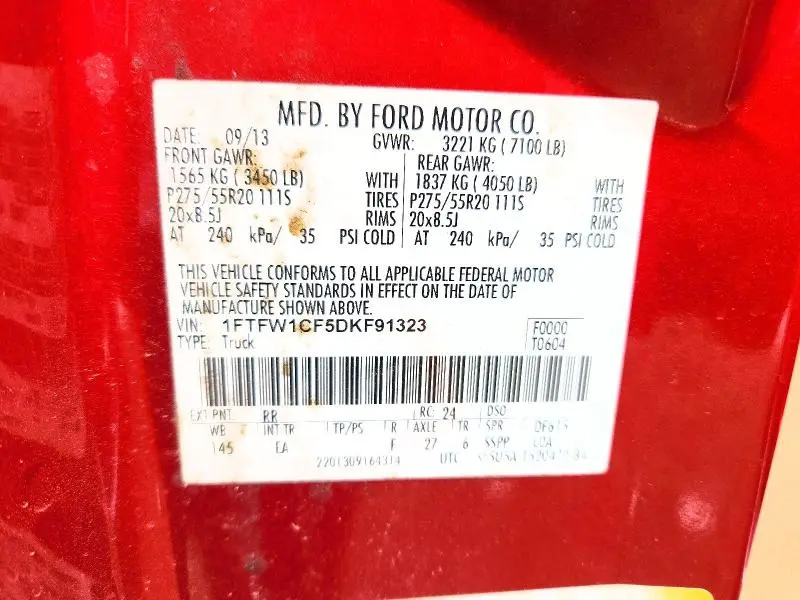 MFD. BY FORD MOTOR CO.
DATE: 09/13 GVWR: 3221 KG ( 7100 LB)
FRONT GAWR: REAR GAWR:
1565 KG ( 3450 LB) WITH 1837 KG ( 4050 LB) WITH
P275/55R20 111S TIRES P275/55R20 111S TIRES
20x8.5J RIMS 20x8.5J RIMS
AT 240 kPa/ 35 PSI COLD AT 240 kPa/ 35 PSI COLD
THIS VEHICLE CONFORMS TO ALL APPLICABLE FEDERAL MOTOR
VEHICLE SAFETY STANDARDS IN EFFECT ON THE DATE OF
MANUFACTURE SHOWN ABOVE.
VIN: 1FTFW1CF5DKF91323 F0000
TYPE: Truck T0604
EXT PNT RR RC: 24 DSO
WB INT TR TP/PS R AXLE TR SPR
145 EA F 27 6 SSPP
2201309164314 UTC